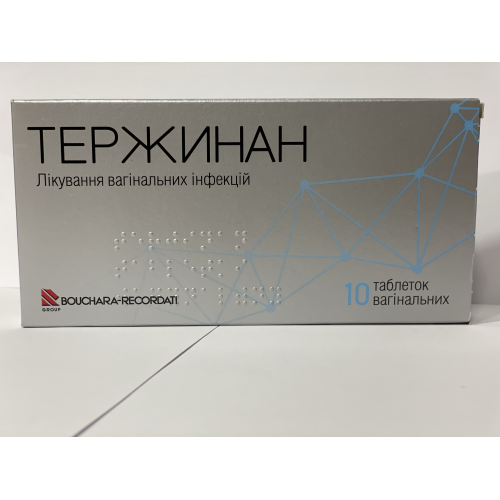 ТЕРЖИНАН
Лікування вагінальних інфекцій
BOUCHARA-RECORDATI
GROUP
10 таблеток
вагінальних